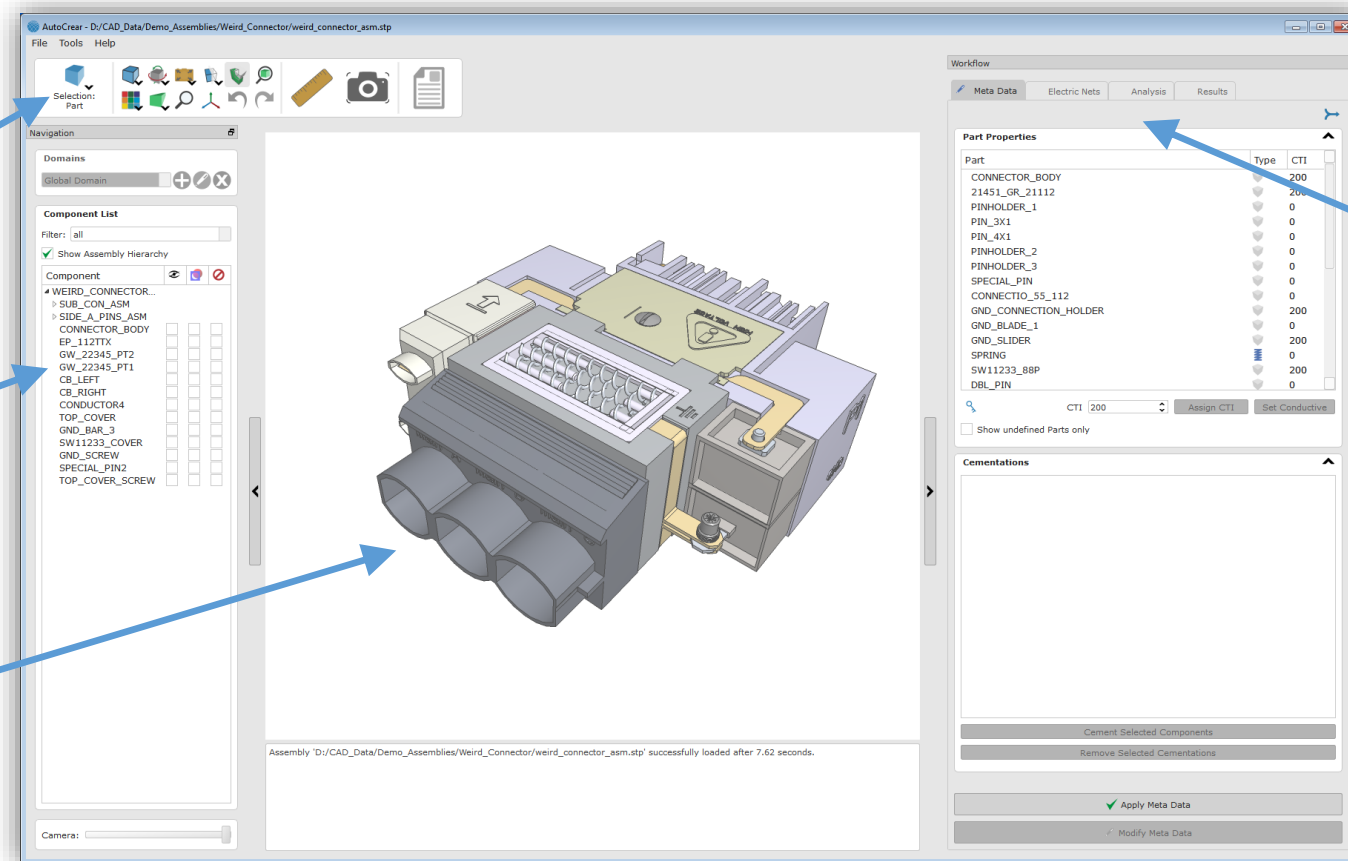 AutoCrear - D:/CAD_Data/Demo_Assemblies/Weird_Connector/weird_connector_asm.stp
File Tools Help
Selection:
Part
Navigation
Domains
Global Domain
Component List
Filter: all
Show Assembly Hierarchy
Component
WEIRD_CONNECTOR...
SUB_CON_ASM
SIDE_A_PINS_ASM
CONNECTOR_BODY
EP_112TTX
GW_22345_PT2
GW_22345_PT1
CB_LEFT
CB_RIGHT
CONDUCTOR4
TOP_COVER
GND_BAR_3
SW11233_COVER
GND_SCREW
SPECIAL_PIN2
TOP_COVER_SCREW
Camera:
HIGH VOLTAGE
Assembly 'D:/CAD_Data/Demo_Assemblies/Weird_Connector/weird_connector_asm.stp' successfully loaded after 7.62 seconds.
Workflow
Meta Data Electric Nets Analysis Results
Part Properties
Part Type CTI
CONNECTOR_BODY 200
21451_GR_21112 200
PINHOLDER_1 0
PIN_3X1 0
PIN_4X1 0
PINHOLDER_2 0
PINHOLDER_3 0
SPECIAL_PIN 0
CONNECTIO_55_112 0
GND_CONNECTION_HOLDER 200
GND_BLADE_1 0
GND_SLIDER 200
SPRING 0
SW11233_88P 200
DBL_PIN 0
CTI 200 Assign CTI Set Conductive
Show undefined Parts only
Cementations
Cement Selected Components
Remove Selected Cementations
Apply Meta Data
Modify Meta Data